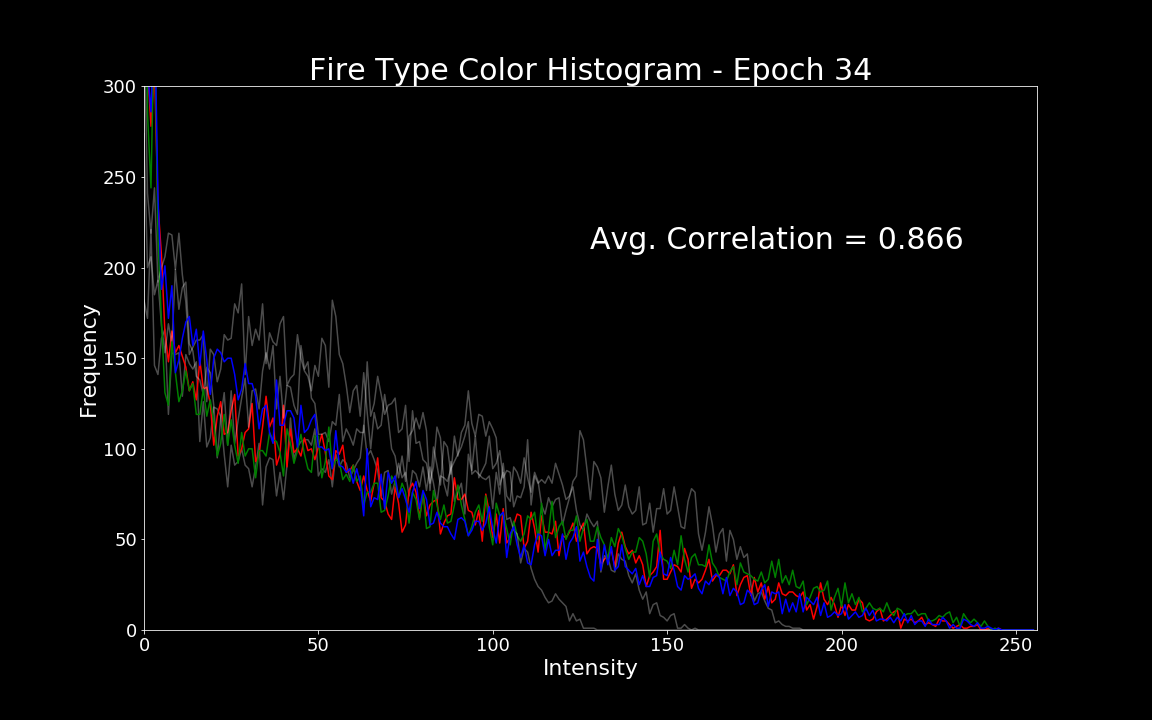 Fire Type Color Histogram - Epoch 34
300
250
200
150
100
50
0
Avg. Correlation = 0.866
Frequency
0 50 100 150 200 250
Intensity